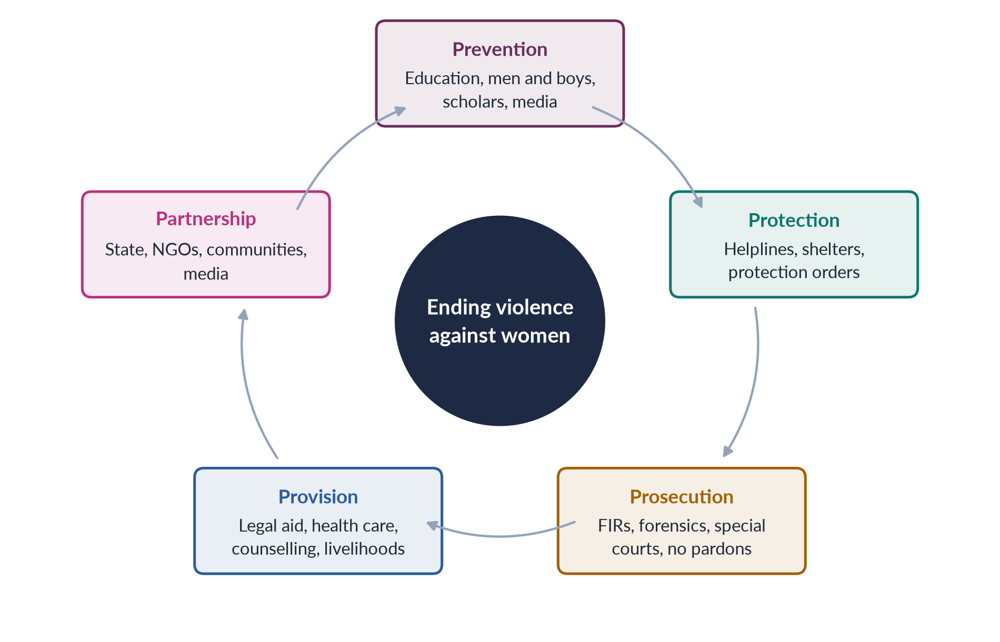 Prevention
Education, men and boys,
scholars, media
Partnership
State, NGOs, communities,
media
Protection
Helplines, shelters,
protection orders
Ending violence
against women
Provision
Legal aid, health care,
counselling, livelihoods
Prosecution
FIRs, forensics, special
courts, no pardons